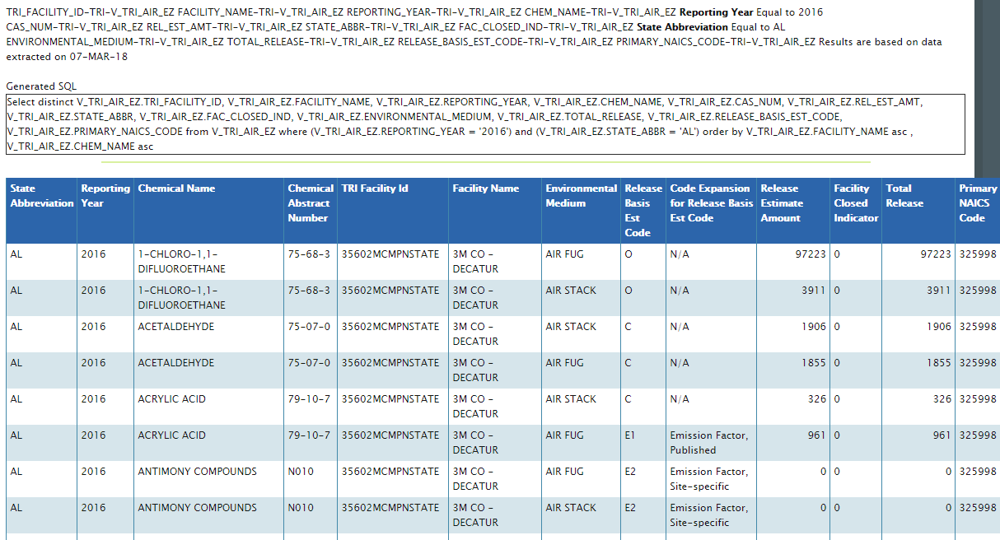 TRI_FACILITY_ID-TRI-V_TRI_AIR_EZ FACILITY_NAME-TRI-V_TRI_AIR_EZ REPORTING_YEAR-TRI-V_TRI_AIR_EZ CHEM_NAME-TRI-V_TRI_AIR_EZ Reporting Year Equal to 2016
CAS_NUM-TRI-V_TRI_AIR_EZ REL_EST_AMT-TRI-V_TRI_AIR_EZ STATE_ABBR-TRI-V_TRI_AIR_EZ FAC_CLOSED_IND-TRI-V_TRI_AIR_EZ State Abbreviation Equal to AL
ENVIRONMENTAL_MEDIUM-TRI-V_TRI_AIR_EZ TOTAL_RELEASE-TRI-V_TRI_AIR_EZ RELEASE_BASIS_EST_CODE-TRI-V_TRI_AIR_EZ PRIMARY_NAICS_CODE-TRI-V_TRI_AIR_EZ Results are based on data
extracted on 07-MAR-18
Generated SQL
Select distinct V_TRI_AIR_EZ.TRI_FACILITY_ID, V_TRI_AIR_EZ.FACILITY_NAME, V_TRI_AIR_EZ.REPORTING_YEAR, V_TRI_AIR_EZ.CHEM_NAME, V_TRI_AIR_EZ.CAS_NUM, V_TRI_AIR_EZ.REL_EST_AMT,
V_TRI_AIR_EZ.STATE_ABBR, V_TRI_AIR_EZ.FAC_CLOSED_IND, V_TRI_AIR_EZ.ENVIRONMENTAL_MEDIUM, V_TRI_AIR_EZ.TOTAL_RELEASE, V_TRI_AIR_EZ.RELEASE_BASIS_EST_CODE,
V_TRI_AIR_EZ.PRIMARY_NAICS_CODE from V_TRI_AIR_EZ where (V_TRI_AIR_EZ.REPORTING_YEAR = '2016') and (V_TRI_AIR_EZ.STATE_ABBR = 'AL') order by V_TRI_AIR_EZ.FACILITY_NAME asc ,
V_TRI_AIR_EZ.CHEM_NAME asc
State Reporting Chemical Name Chemical TRI Facility Id Facility Name Environmental Release Code Expansion Release Facility Total Primary
Abbreviation Year Abstract Medium Basis for Release Basis Estimate Closed Release NAICS
Number Est Est Code Amount Indicator Code
Code
AL 2016 1-CHLORO-1,1- 75-68-3 35602MCMPNSTATE 3M CO - AIR FUG O N/A 97223 0 97223 325998
DIFLUOROETHANE DECATUR
AL 2016 1-CHLORO-1,1- 75-68-3 35602MCMPNSTATE 3M CO - AIR STACK O N/A 3911 0 3911 325998
DIFLUOROETHANE DECATUR
AL 2016 ACETALDEHYDE 75-07-0 35602MCMPNSTATE 3M CO - AIR STACK C N/A 1906 0 1906 325998
DECATUR
AL 2016 ACETALDEHYDE 75-07-0 35602MCMPNSTATE 3M CO - AIR FUG C N/A 1855 0 1855 325998
DECATUR
AL 2016 ACRYLIC ACID 79-10-7 35602MCMPNSTATE 3M CO - AIR STACK C N/A 326 0 326 325998
DECATUR
AL 2016 ACRYLIC ACID 79-10-7 35602MCMPNSTATE 3M CO - AIR FUG E1 Emission Factor, 961 0 961 325998
DECATUR Published
AL 2016 ANTIMONY COMPOUNDS N010 35602MCMPNSTATE 3M CO - AIR FUG E2 Emission Factor, 0 0 0 325998
DECATUR Site-specific
AL 2016 ANTIMONY COMPOUNDS N010 35602MCMPNSTATE 3M CO - AIR STACK E2 Emission Factor, 0 0 0 325998
DECATUR Site-specific